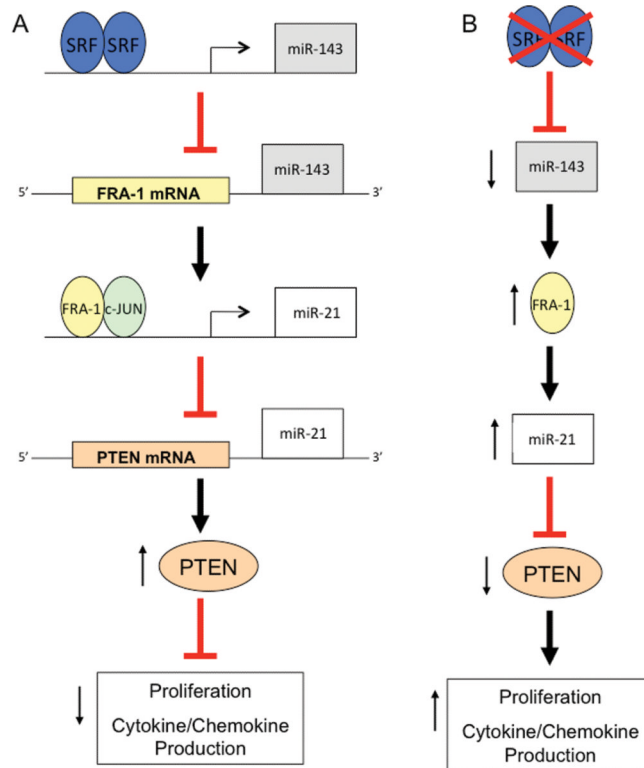 A
SRF SRF
miR-143
miR-143
5′ FRA-1 mRNA 3′
FRA-1 c-JUN
miR-21
miR-21
5′ PTEN mRNA 3′
PTEN
Proliferation
Cytokine/Chemokine
Production
B
SRF SRF
miR-143
FRA-1
miR-21
PTEN
Proliferation
Cytokine/Chemokine
Production